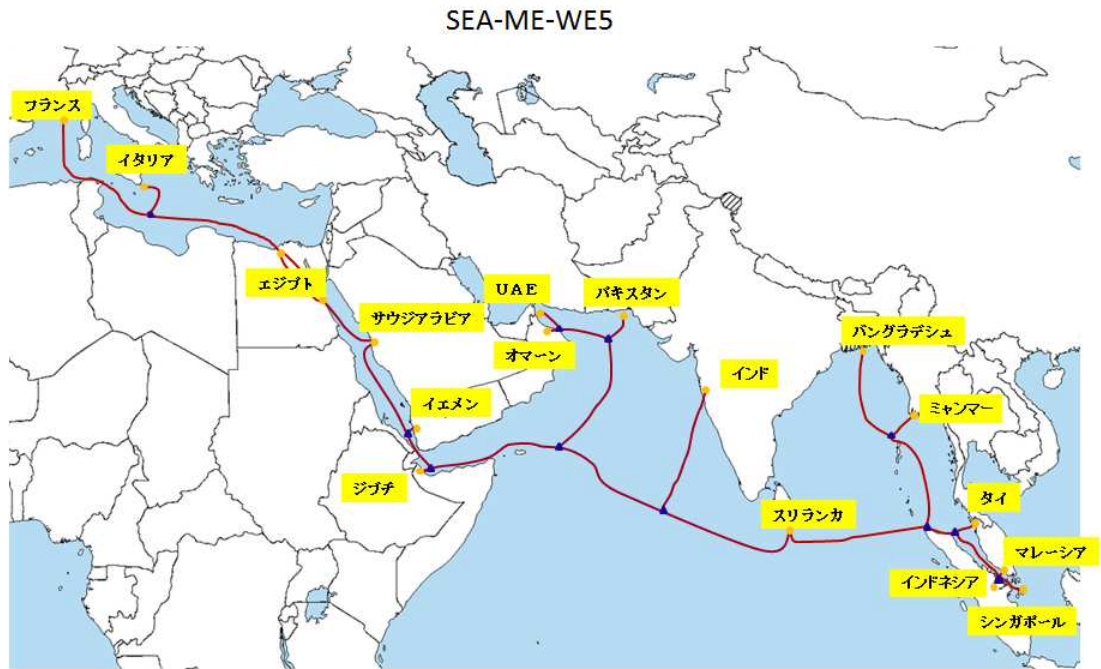 SEA-ME-WE5
フランス
イタリア
エジプト
UAE
パキスタン
サウジアラビア
バングラデシュ
オマーン
インド
イエメン
ミャンマー
ジブチ
タイ
スリランカ
マレーシア
インドネシア
シンガポール